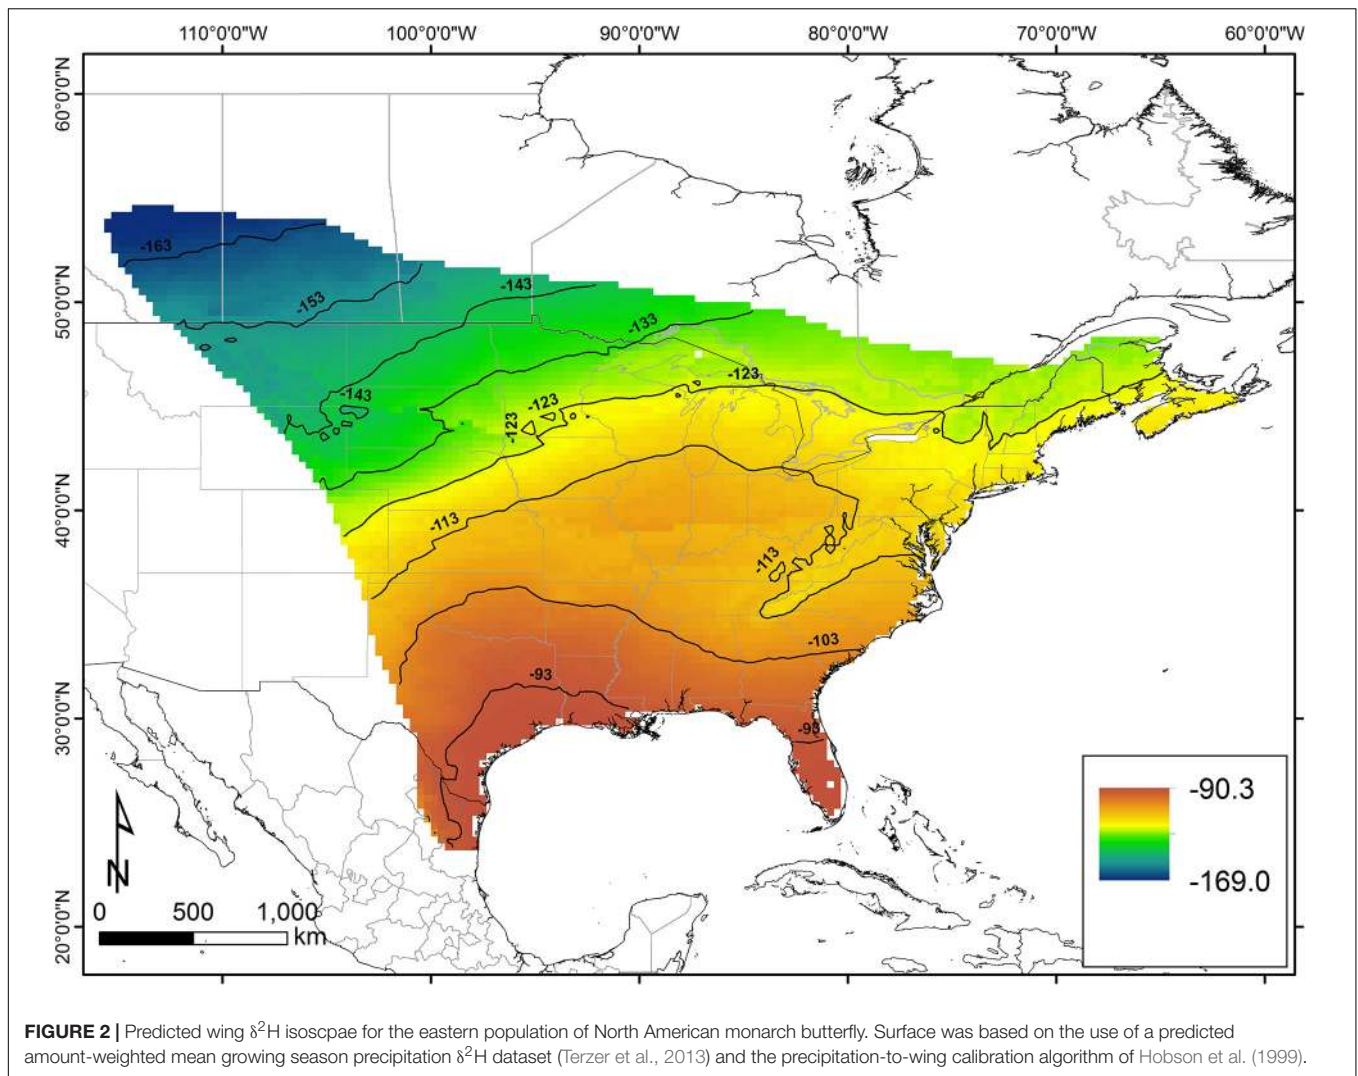 110°0'0"W 100°0'0"W 90°0'0"W 80°0'0"W 70°0'0"W 60°0'0"W
60°0'0"N
50°0'0"N
40°0'0"N
30°0'0"N
20°0'0"N
-163
-153
-143
-133
-143
-123
-123
-123
-113
-113
-103
-93
-93
N
0 500 1,000
km
-90.3
-169.0
FIGURE 2 | Predicted wing δ²H isoscpae for the eastern population of North American monarch butterfly. Surface was based on the use of a predicted
amount-weighted mean growing season precipitation δ²H dataset (Terzer et al., 2013) and the precipitation-to-wing calibration algorithm of Hobson et al. (1999).